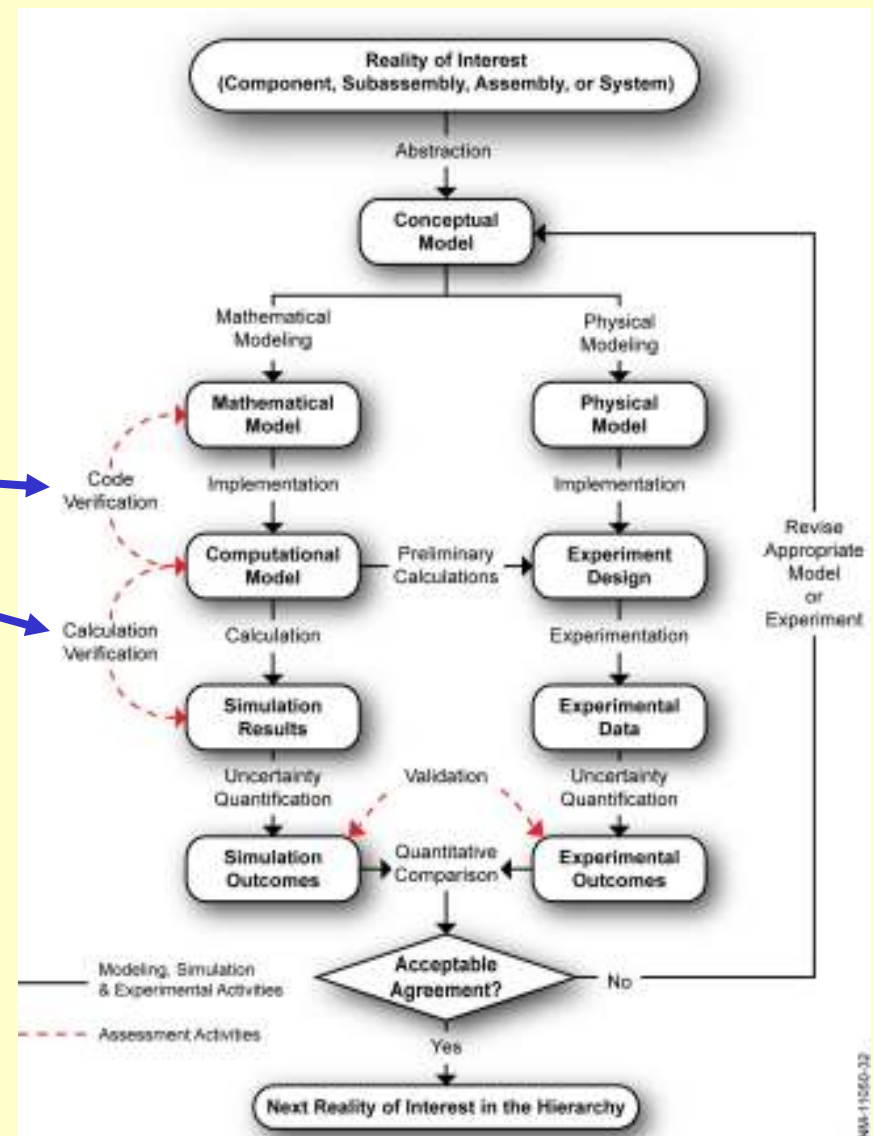 Reality of Interest
(Component, Subassembly, Assembly, or System)
Abstraction
Conceptual
Model
Mathematical
Modeling
Physical
Modeling
Mathematical
Model
Physical
Model
Code
Verification
Implementation
Implementation
Computational
Model
Preliminary
Calculations
Experiment
Design
Revise
Appropriate
Model
or
Experiment
Calculation
Verification
Calculation
Experimentation
Simulation
Results
Experimental
Data
Uncertainty
Quantification
Validation
Uncertainty
Quantification
Simulation
Outcomes
Quantitative
Comparison
Experimental
Outcomes
Modeling, Simulation
& Experimental Activities
Acceptable
Agreement?
No
Assessment Activities
Yes
Next Reality of Interest in the Hierarchy